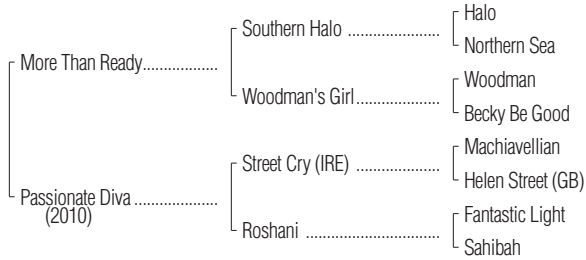 Halo
Southern Halo ....................
Northern Sea
More Than Ready.................
Woodman
Woodman's Girl..................
Becky Be Good
Machiavellian
Street Cry (IRE) ..................
Helen Street (GB)
Passionate Diva ..................
(2010)
Fantastic Light
Roshani .............................
Sahibah